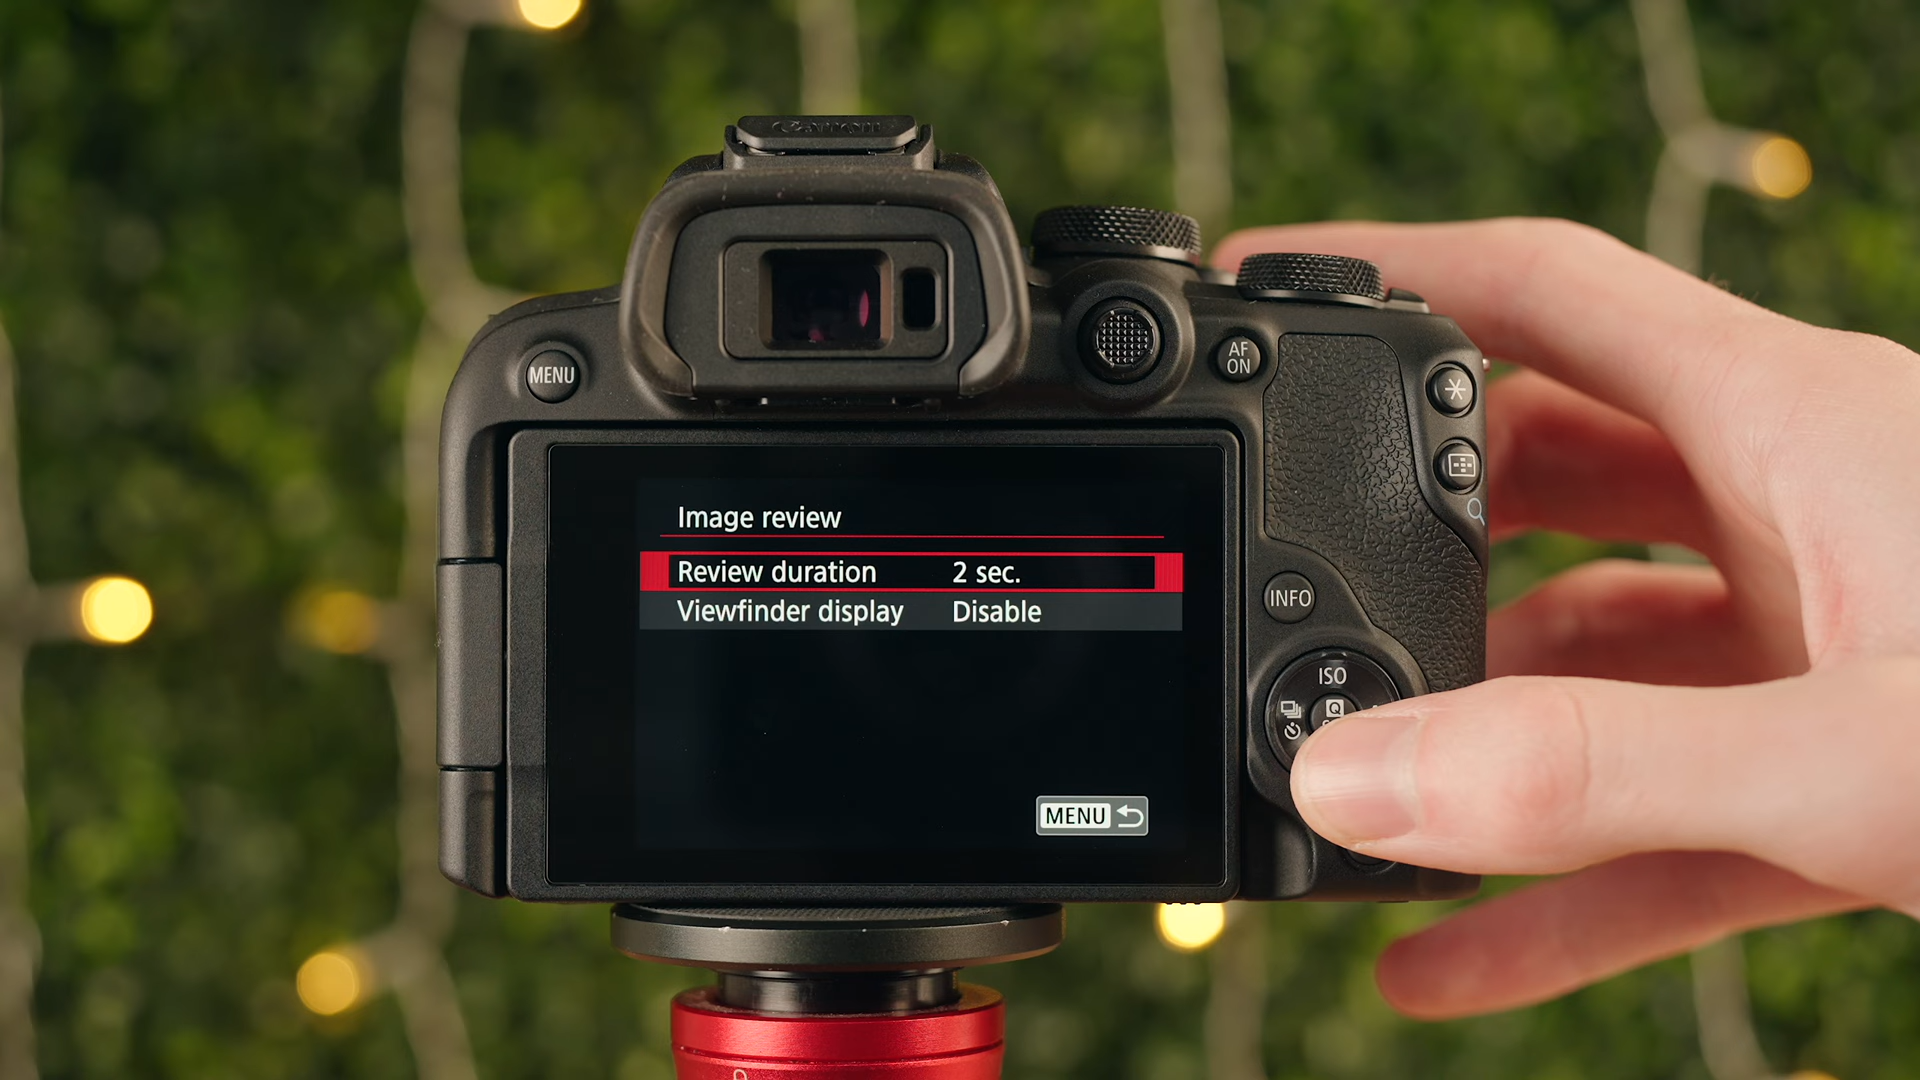 Canon
MENU
AF
ON
Image review
Review duration 2 sec.
Viewfinder display Disable
MENU
INFO
ISO
Q